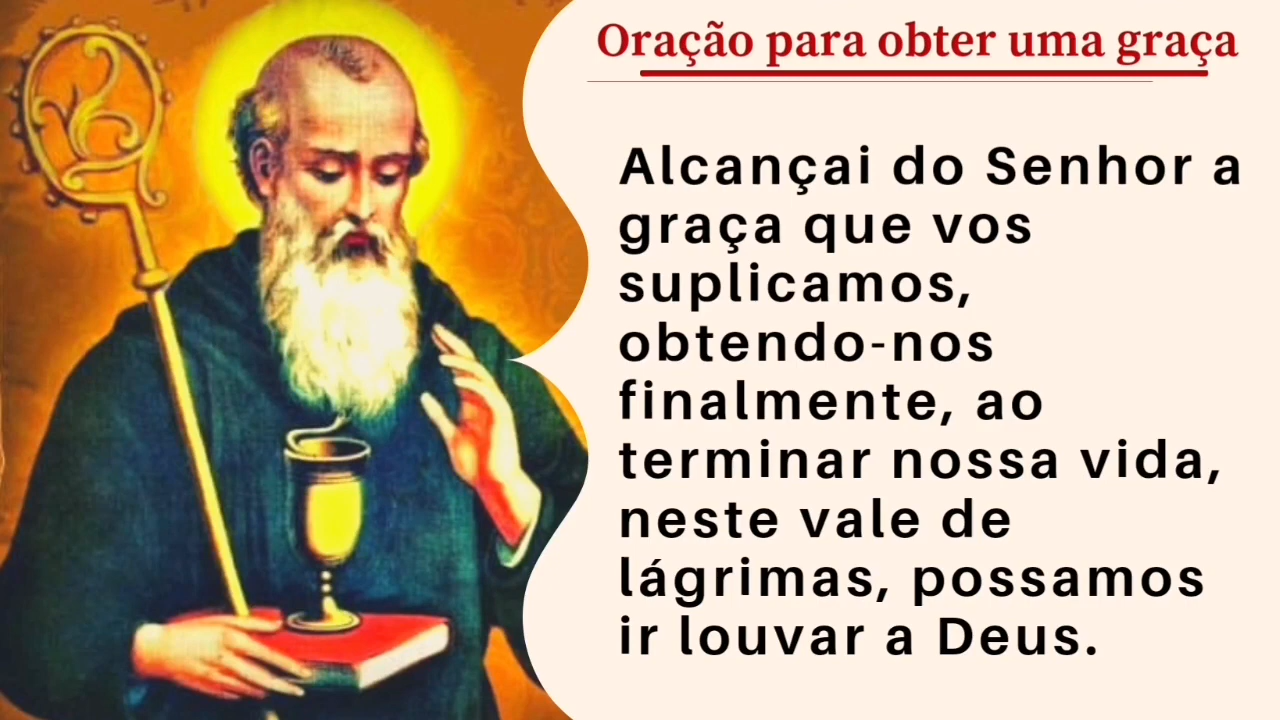 Oração para obter uma graça
Alcançai do Senhor a
graça que vos
suplicamos,
obtendo-nos
finalmente, ao
terminar nossa vida,
neste vale de
lágrimas, possamos
ir louvar a Deus.